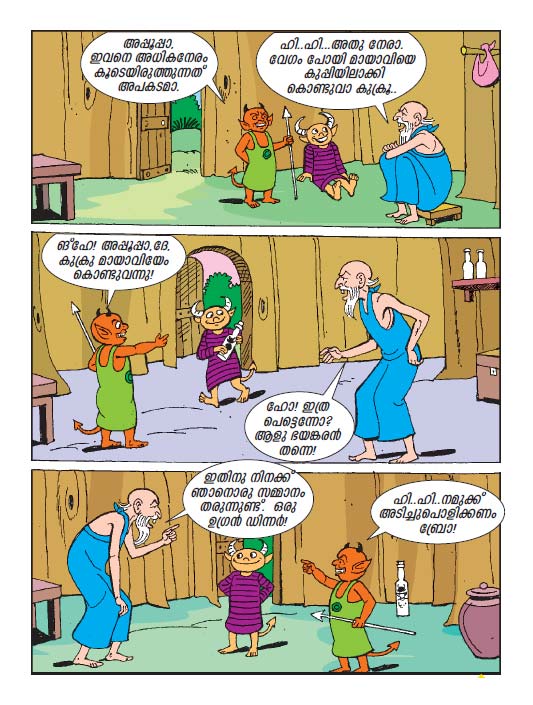 അപ്പൂപ്പാ,
ഇവനെ അധികനേരം
കൂടെയിരുത്തുന്നത്
അപകടമാ.
ഹി..ഹി...അതു നേരാ.
വേഗം പോയി മായാവിയെ
കുപ്പിയിലാക്കി
കൊണ്ടുവാ കുക്രൂ..
ങ്ഹേ! അപ്പൂപ്പാ,ദേ,
കുക്രു മായാവിയേം
കൊണ്ടുവന്നു!
ഹോ! ഇത്ര
പെട്ടെന്നോ?
ആളു ഭയങ്കരൻ
തന്നെ!
ഇതിനു നിനക്ക്
ഞാനൊരു സമ്മാനം
തരുന്നുണ്ട്. ഒരു
ഉഗ്രൻ ഡിന്നർ!
ഹി..ഹി..നമുക്ക്
അടിച്ചുപൊളിക്കണം
ബ്രോ!